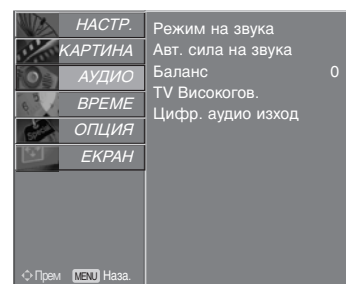 НАСТР.
КАРТИНА
АУДИО
ВРЕМЕ
ОПЦИЯ
ЕКРАН
Режим на звука
Авт. сила на звука
Баланс 0
TV Високогов.
Цифр. аудио изход
Прем MENU Наза.